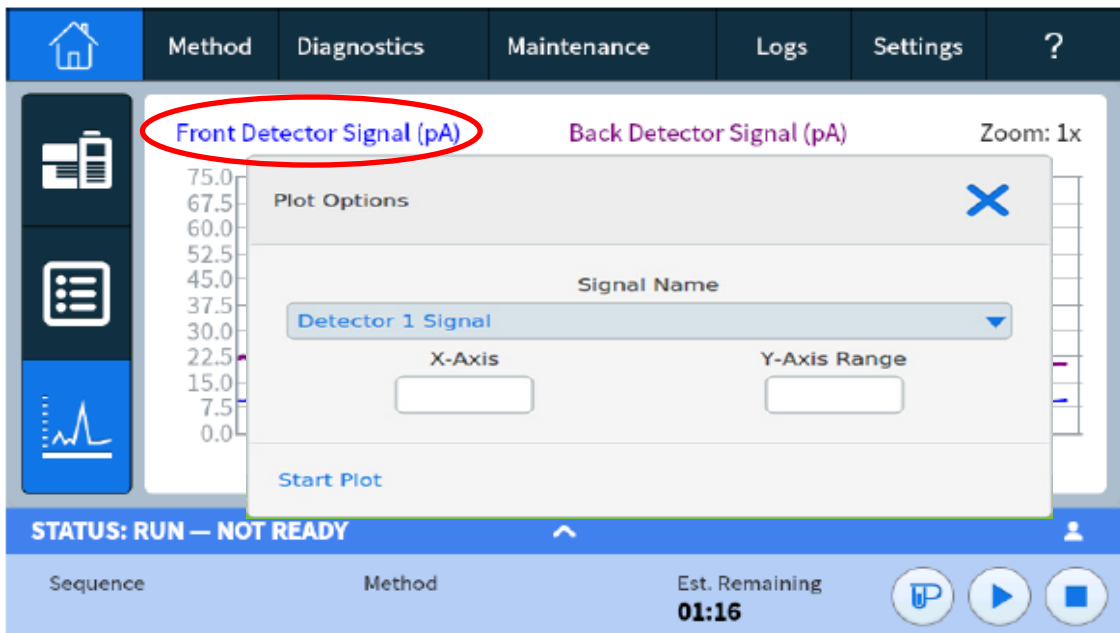 Method Diagnostics Maintenance Logs Settings ?
Front Detector Signal (pA) Back Detector Signal (pA) Zoom: 1x
75.0
67.5
60.0
52.5
45.0
37.5
30.0
22.5
15.0
7.5
0.0
Plot Options
Signal Name
Detector 1 Signal
X-Axis Y-Axis Range
Start Plot
STATUS: RUN — NOT READY
Sequence Method Est. Remaining
01:16